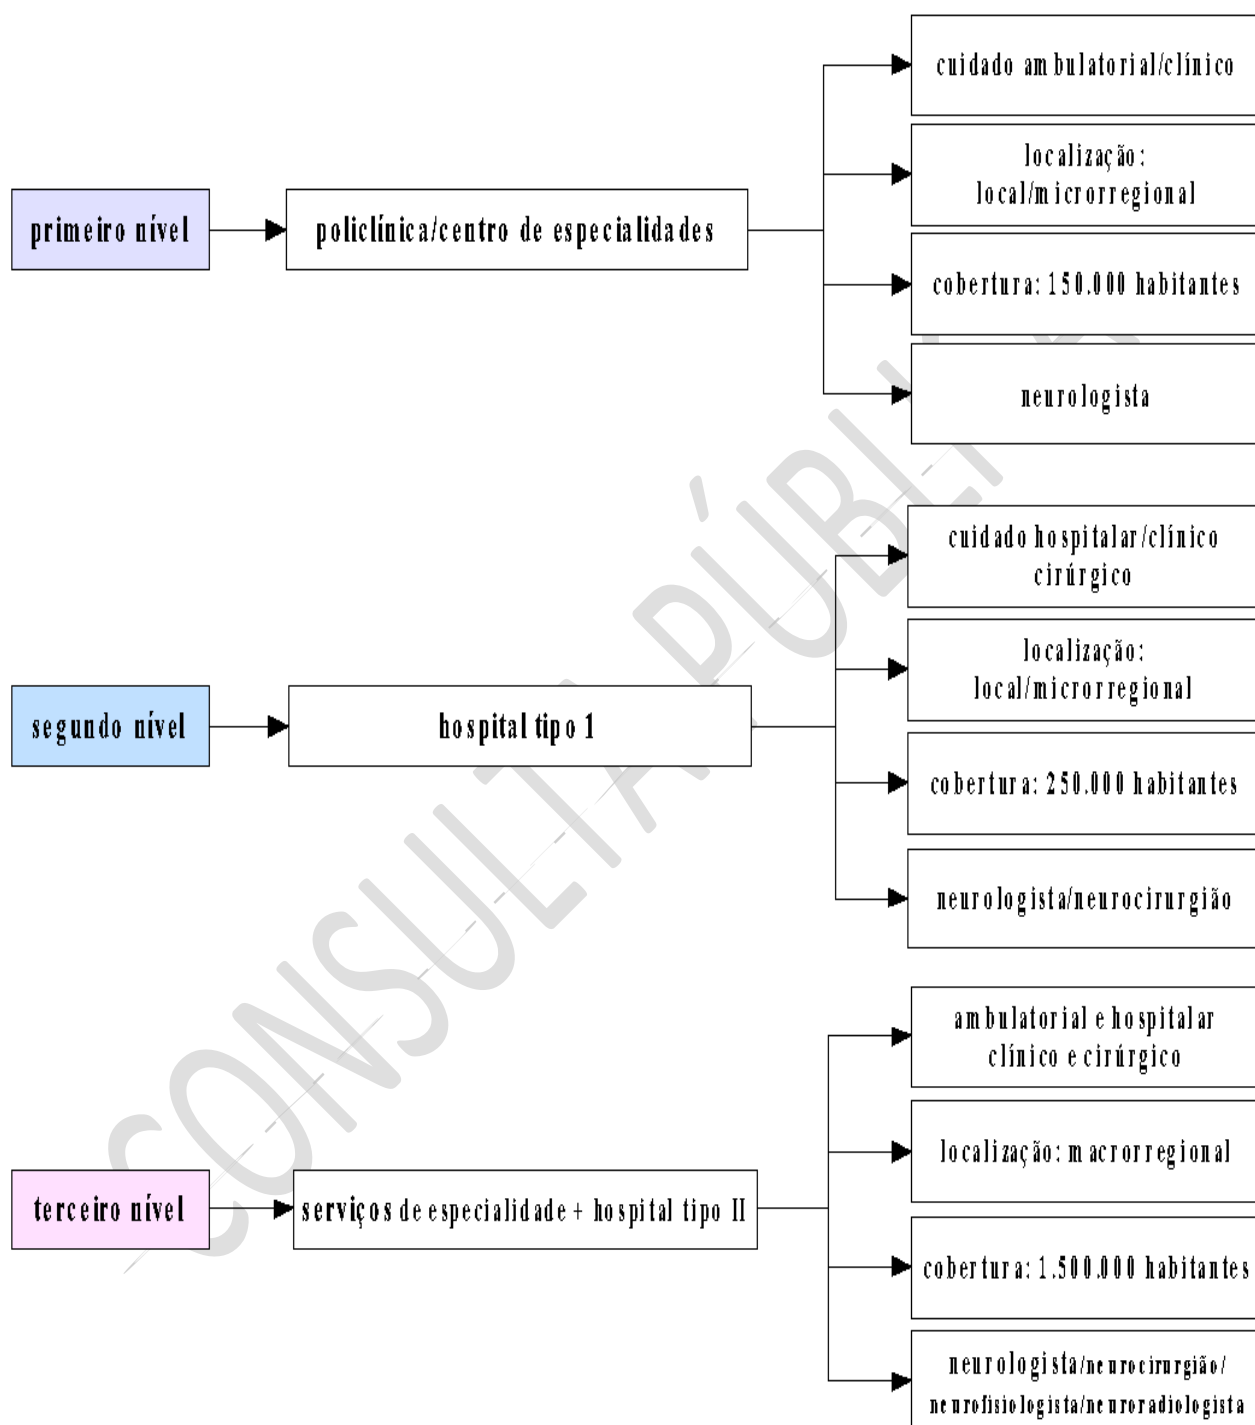 primeiro nível
policlínica/centro de especialidades
cuidado ambulatorial/clínico
localização:
local/microrregional
cobertura: 150.000 habitantes
neurologista
segundo nível
hospital tipo 1
cuidado hospitalar/clínico
cirúrgico
localização:
local/microrregional
cobertura: 250.000 habitantes
neurologista/neurocirurgião
terceiro nível
serviços de especialidade + hospital tipo II
ambulatorial e hospitalar
clínico e cirúrgico
localização: macrorregional
cobertura: 1.500.000 habitantes
neurologista/neurocirurgião/
neurofisiologista/neuroradiologista
CONSULTA PÚBLI